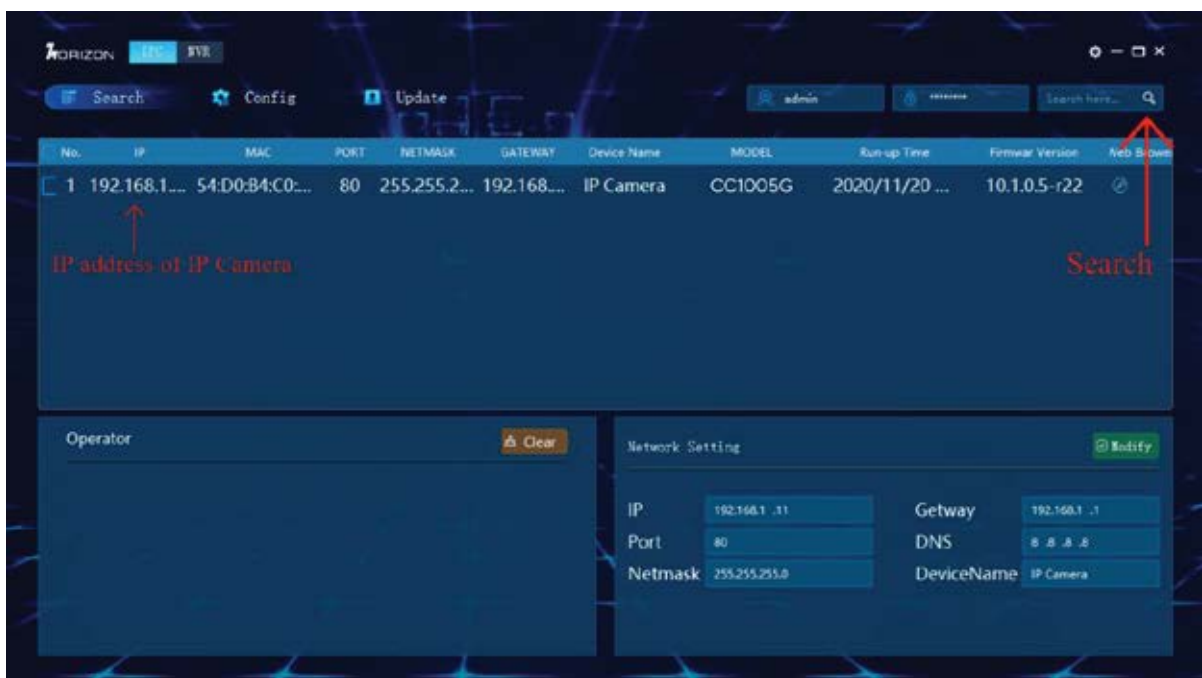 HORIZON IPC NVR
Search Config Update admin ******** Search here...
No. IP MAC PORT NETMASK GATEWAY Device Name MODEL Run-up Time Firmwar Version Web Brower
1 192.168.1.... 54:D0:B4:C0:... 80 255.255.2... 192.168.... IP Camera CC1005G 2020/11/20 ... 10.1.0.5-r22
IP address of IP Camera
Search
Operator Clear
Network Setting Modify
IP 192.168.1 .11 Getway 192.168.1 .1
Port 80 DNS 8 .8 .8 .8
Netmask 255.255.255.0 DeviceName IP Camera